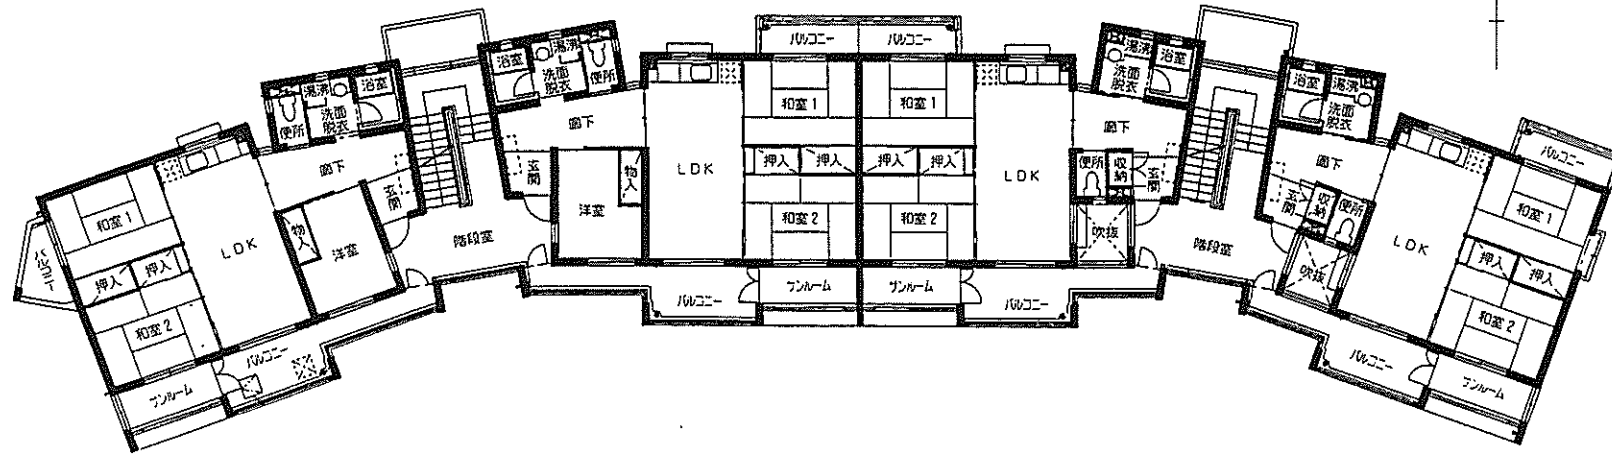 浴室
湯沸
洗面
脱衣
便所
湯沸
浴室
便所
洗面
脱衣
廊下
玄関
和室1
LDK
物入
洋室
押入
押入
和室2
バルコニー
バルコニー
サンルーム
階段室
廊下
玄関
物入
洋室
LDK
バルコニー
和室1
押入
押入
和室2
サンルーム
バルコニー
バルコニー
和室1
押入
押入
和室2
サンルーム
LDK
バルコニー
湯沸
浴室
洗面
脱衣
廊下
便所
収納
玄関
吹抜
階段室
浴室
湯沸
洗面
脱衣
廊下
玄関
収納
便所
吹抜
LDK
バルコニー
和室1
押入
押入
和室2
バルコニー
サンルーム